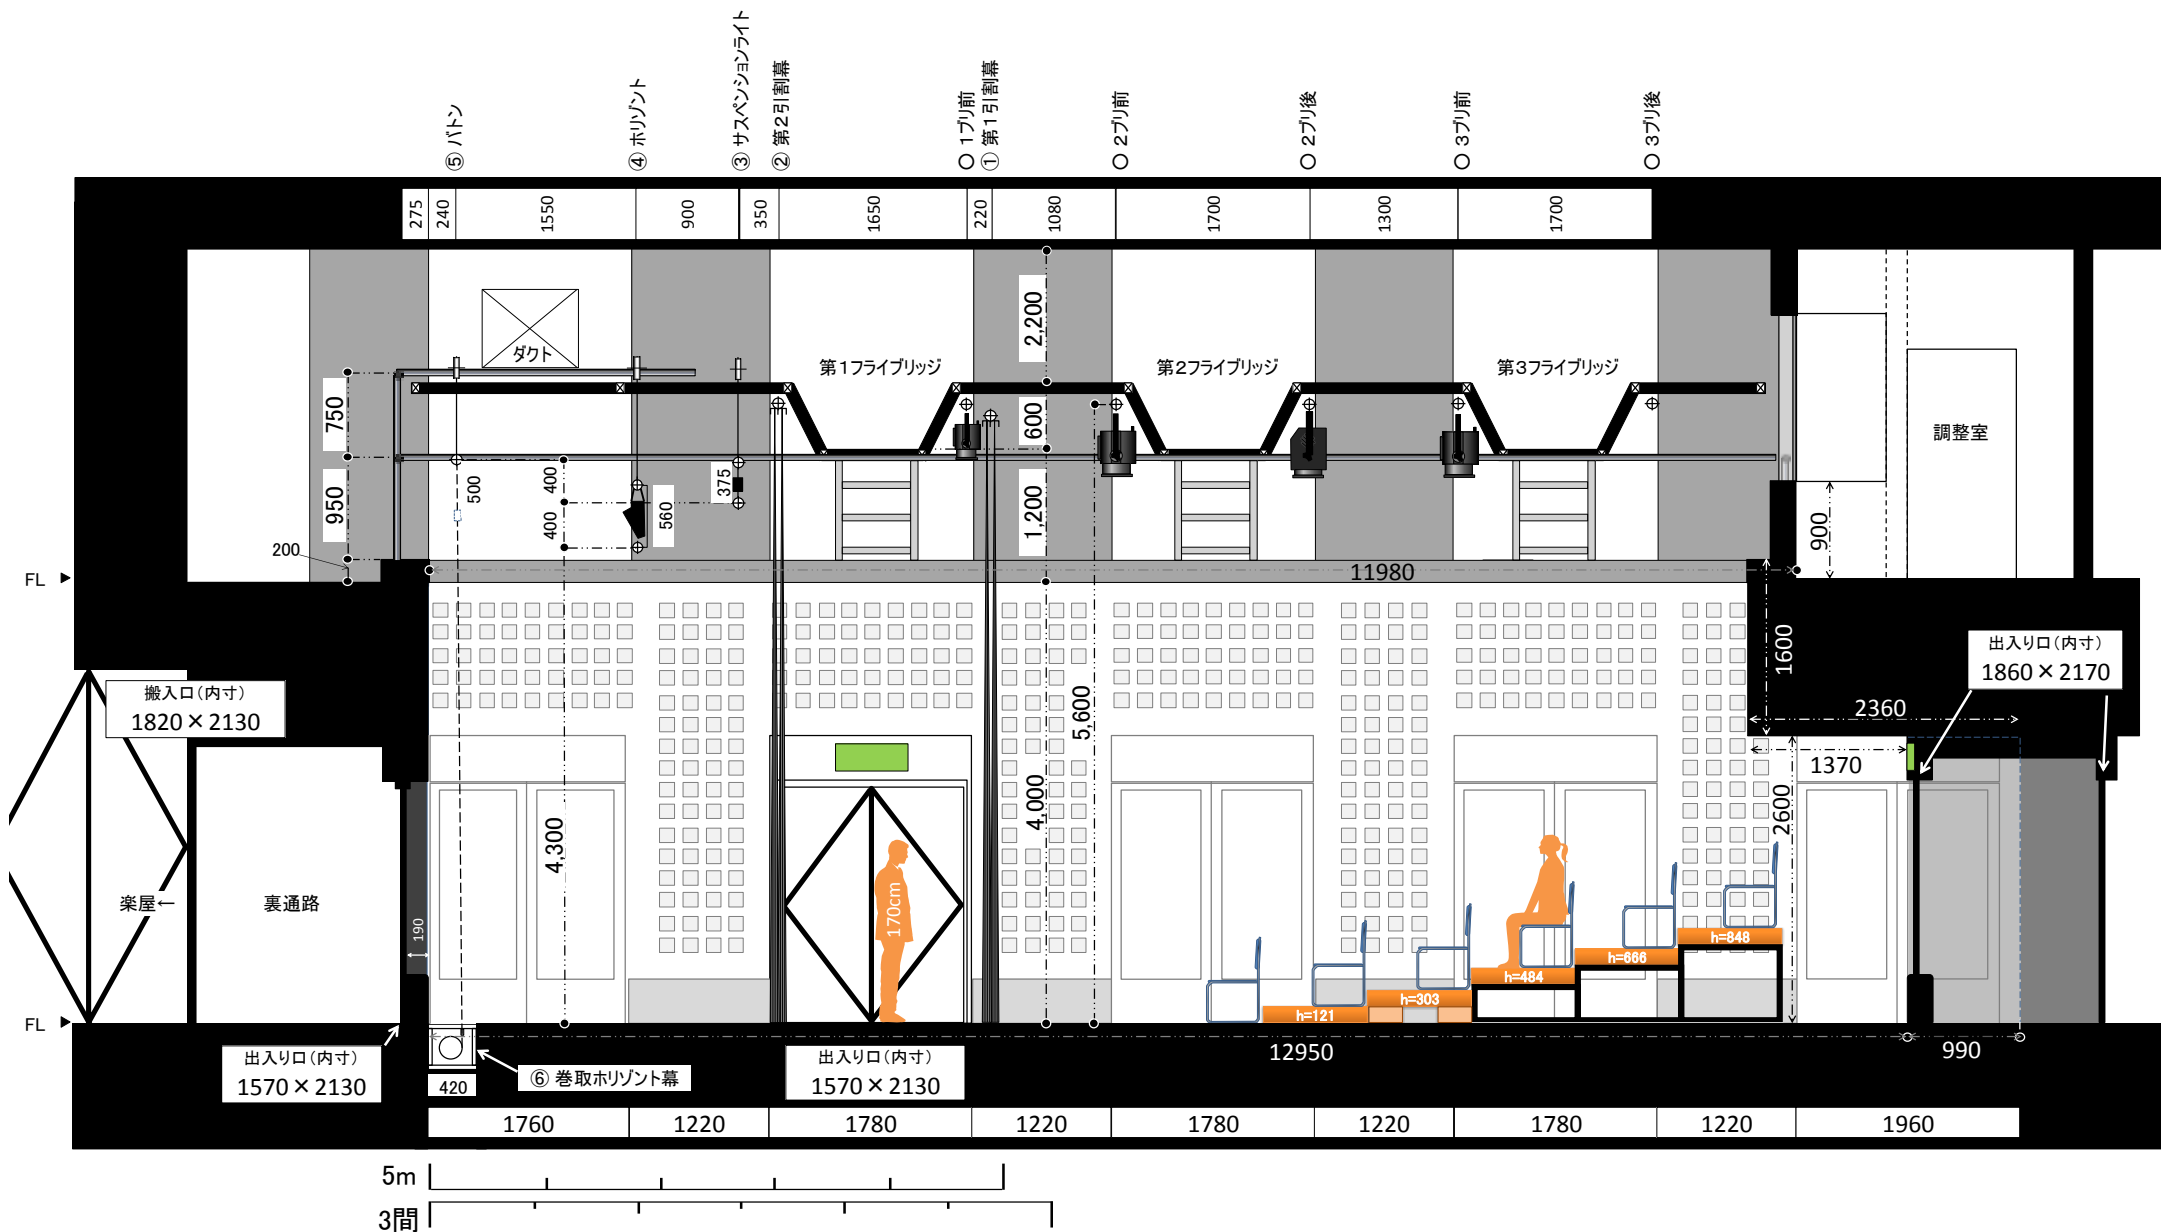 ⑤ バトン
④ ホリゾント
③ サスペンションライト
② 第２引割幕
○ １ブリ前
① 第１引割幕
○ ２ブリ前
○ ２ブリ後
○ ３ブリ前
○ ３ブリ後
275
240
1550
900
350
1650
220
1080
1700
1300
1700
ダクト
第１フライブリッジ
第２フライブリッジ
第３フライブリッジ
調整室
2,200
750
600
950
500
400
400
560
375
1,200
900
200
FL
11980
1600
搬入口（内寸）
1820×2130
出入り口（内寸）
1860×2170
2360
1370
5,600
4,000
4,300
2600
楽屋←
裏通路
190
170cm
h=848
h=666
h=484
h=303
h=121
FL
12950
990
出入り口（内寸）
1570×2130
420
⑥ 巻取ホリゾント幕
出入り口（内寸）
1570×2130
1760
1220
1780
1220
1780
1220
1780
1220
1960
5m
3間